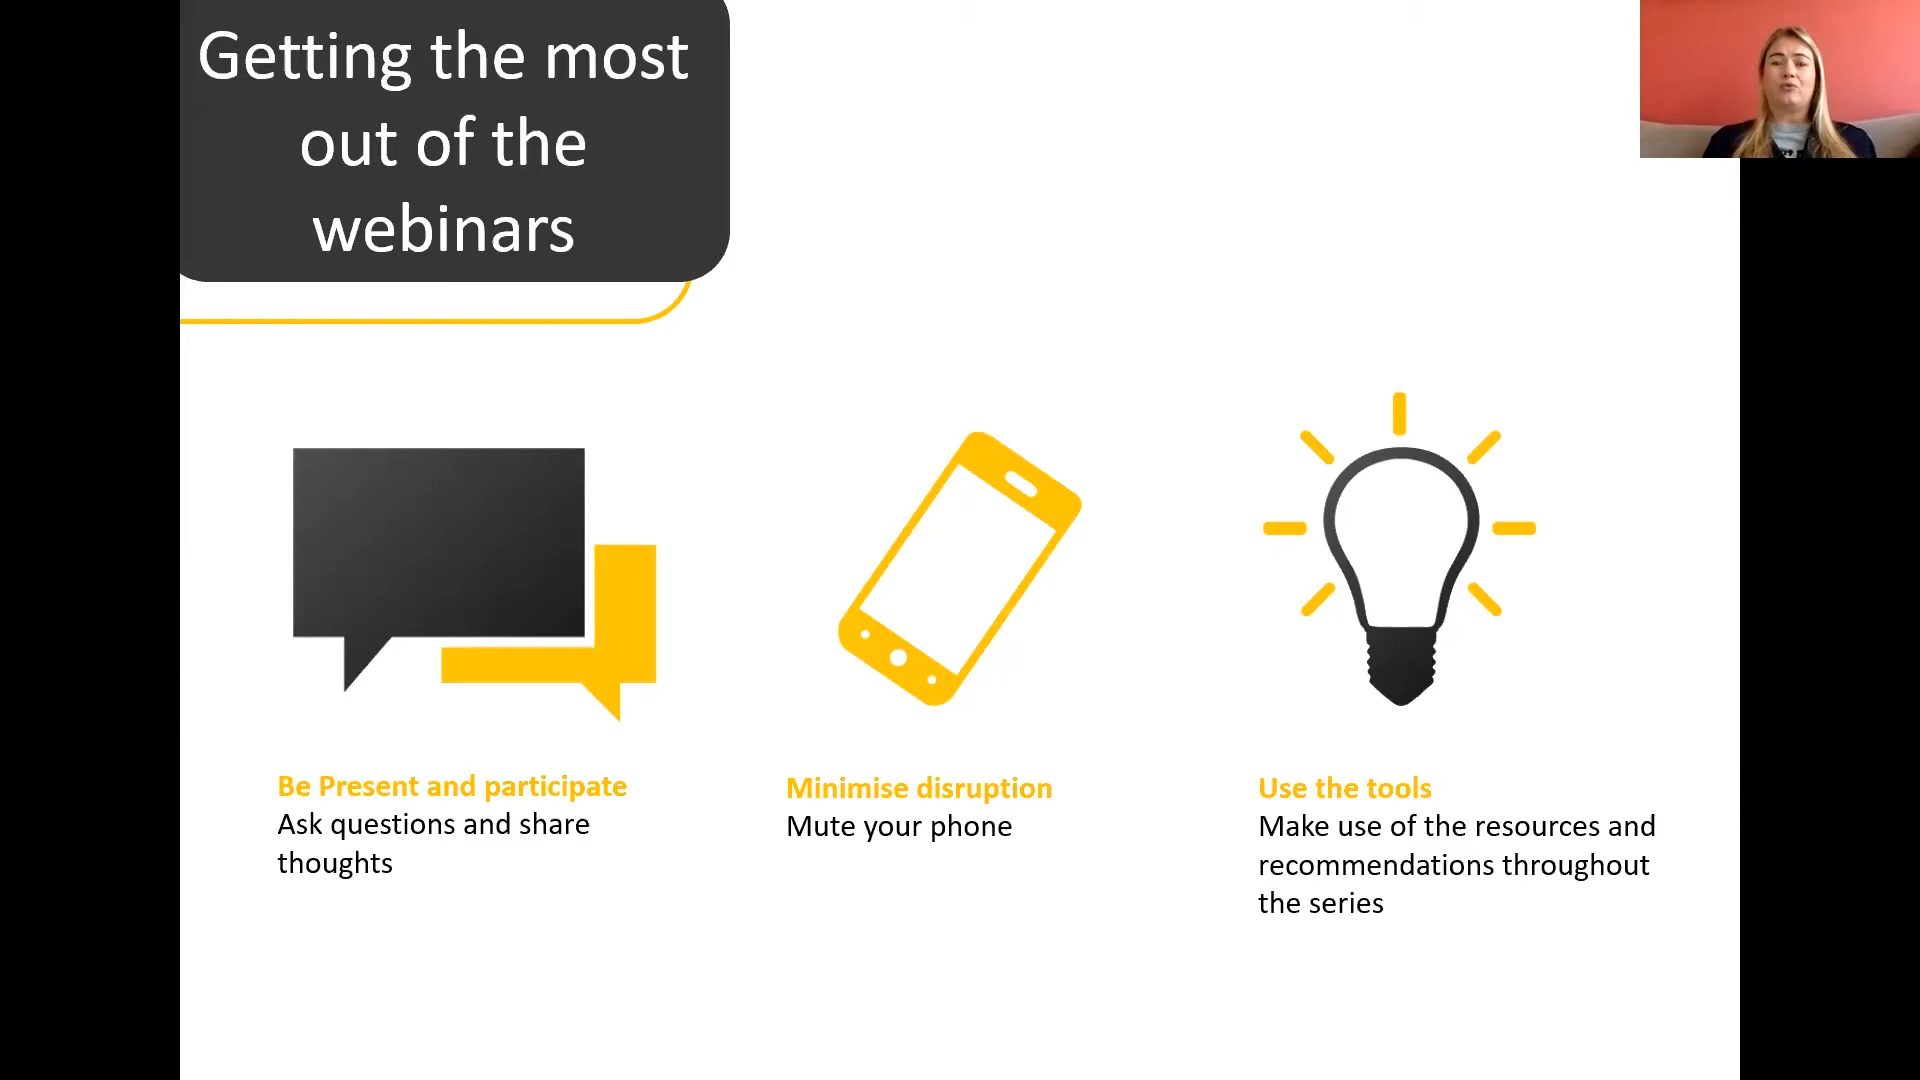 Getting the most
out of the
webinars
Be Present and participate
Ask questions and share
thoughts
Minimise disruption
Mute your phone
Use the tools
Make use of the resources and
recommendations throughout
the series